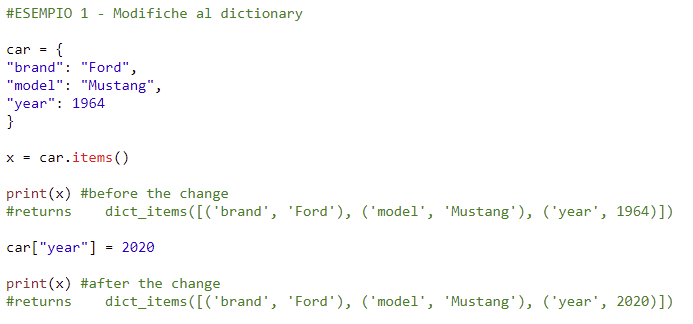 #ESEMPIO 1 - Modifiche al dictionary
car = {
"brand": "Ford",
"model": "Mustang",
"year": 1964
}
x = car.items()
print(x) #before the change
#returns    dict_items([('brand', 'Ford'), ('model', 'Mustang'), ('year', 1964)])
car["year"] = 2020
print(x) #after the change
#returns    dict_items([('brand', 'Ford'), ('model', 'Mustang'), ('year', 2020)])